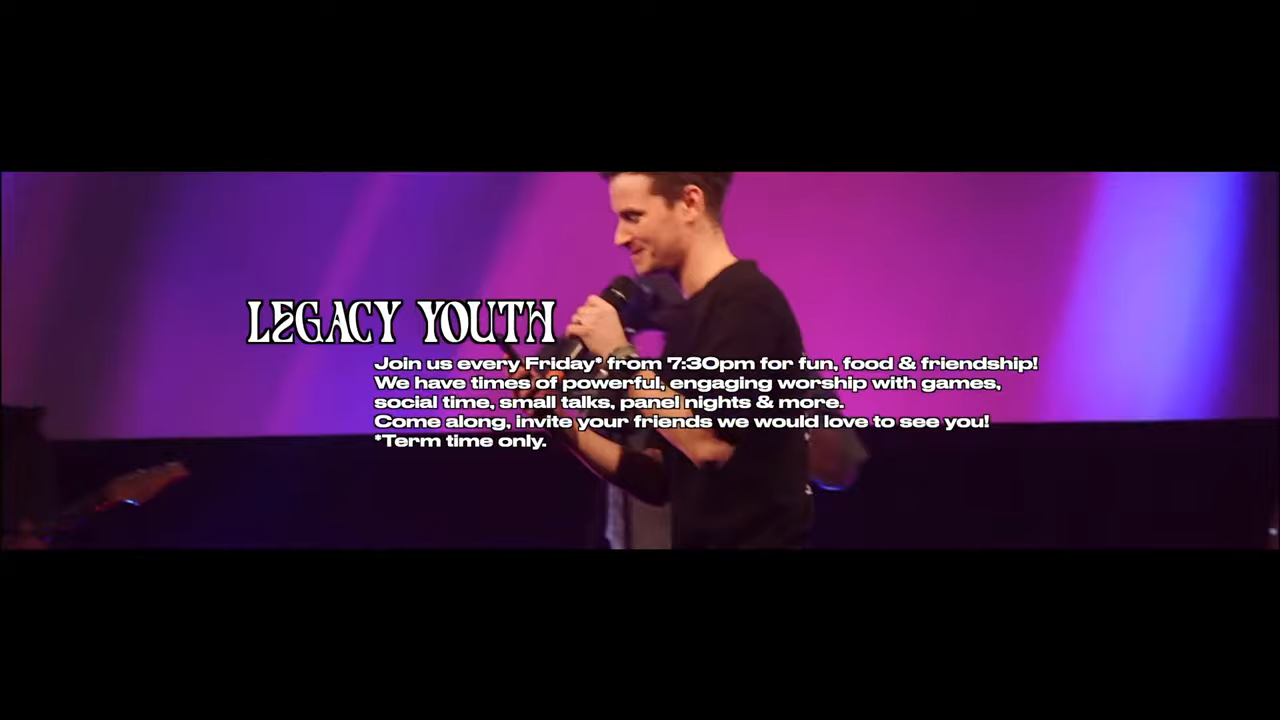 LEGACY YOUTH
Join us every Friday* from 7:30pm for fun, food & friendship!
We have times of powerful, engaging worship with games,
social time, small talks, panel nights & more.
Come along, invite your friends we would love to see you!
*Term time only.